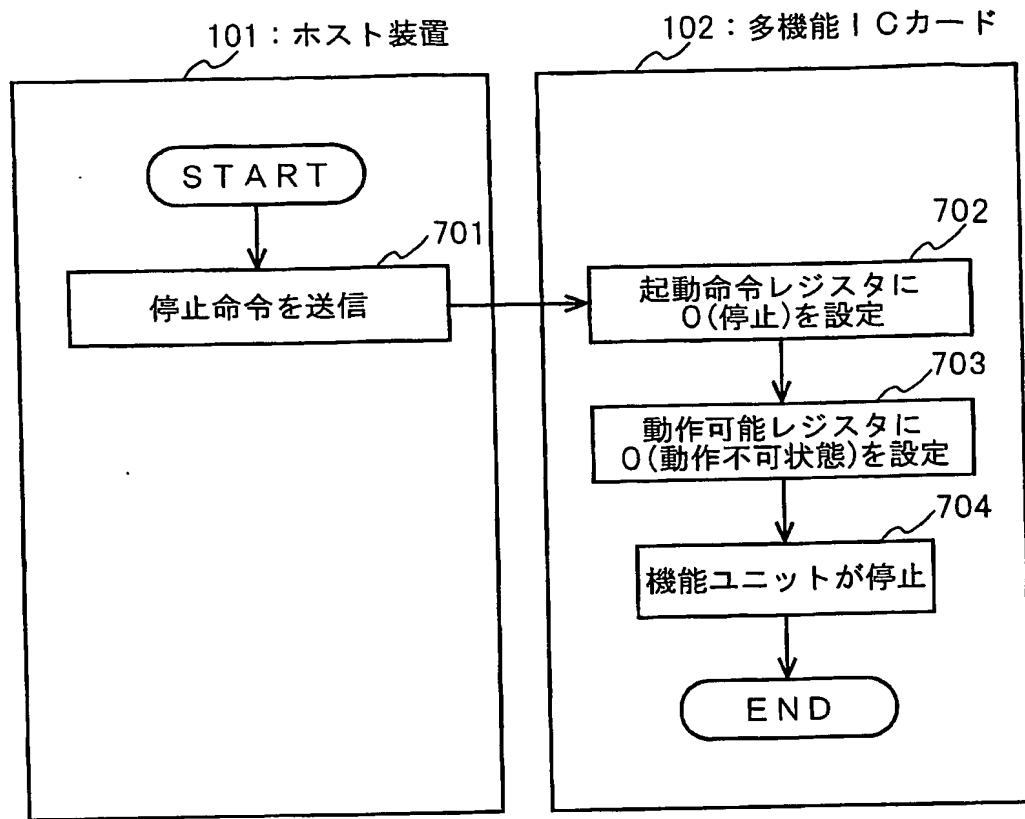 101：ホスト装置
102：多機能ＩＣカード
ＳＴＡＲＴ
701
停止命令を送信
702
起動命令レジスタに
０(停止)を設定
703
動作可能レジスタに
０(動作不可状態)を設定
704
機能ユニットが停止
ＥＮＤ